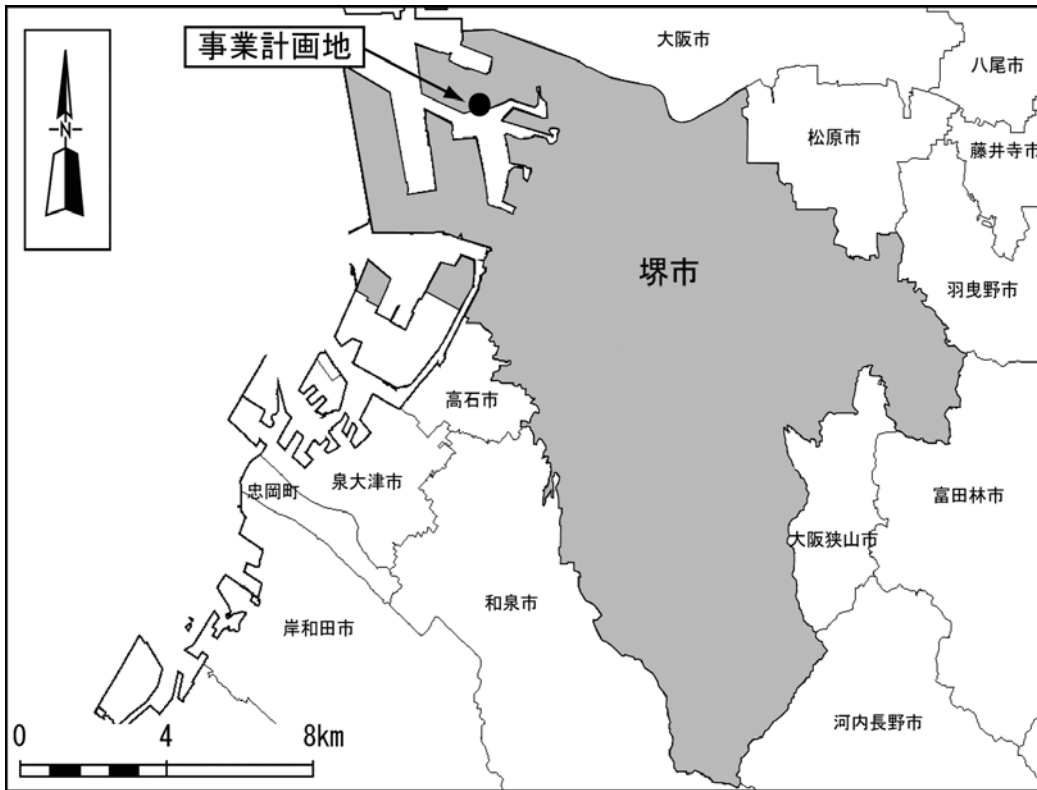 事業計画地
大阪市
八尾市
N
松原市
藤井寺市
堺市
羽曳野市
高石市
泉大津市
忠岡町
富田林市
大阪狭山市
和泉市
岸和田市
河内長野市
0 4 8km